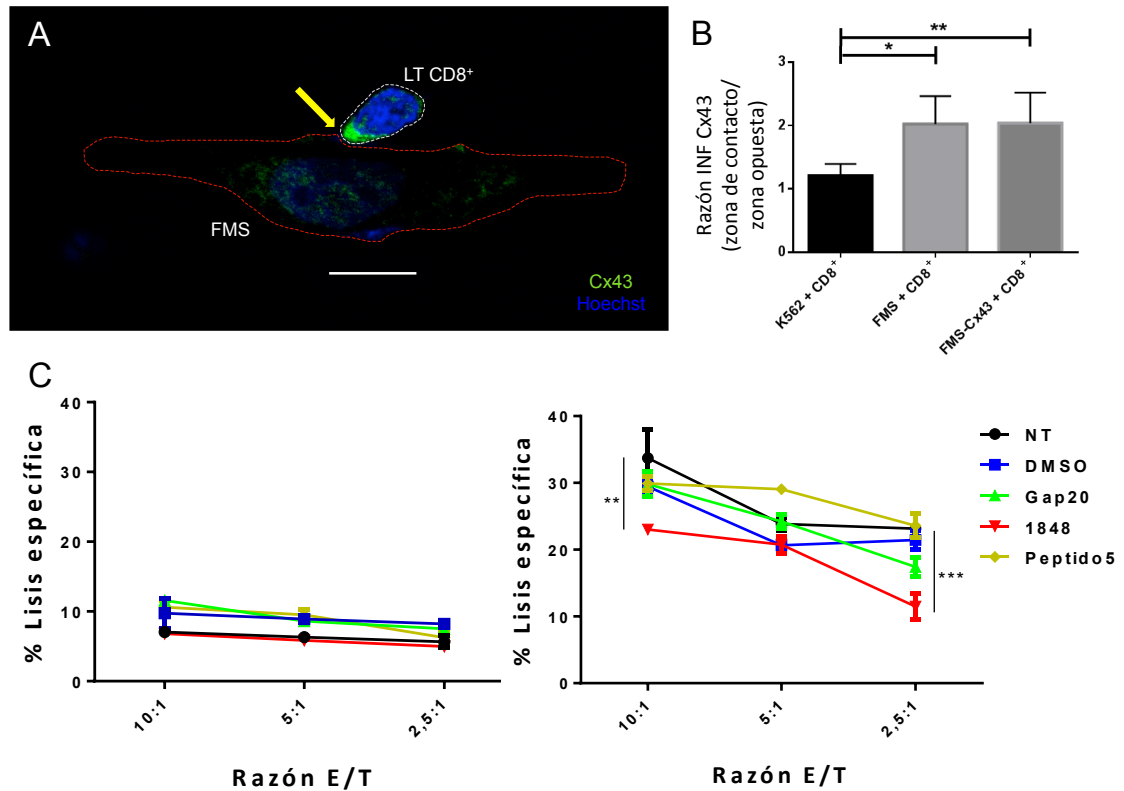 A
LT CD8+
FMS
Cx43
Hoechst
B
**
*
Razón INF Cx43
(zona de contacto/
zona opuesta)
3
2
1
0
K562 + CD8+
FMS + CD8+
FMS-Cx43 + CD8+
C
% Lisis específica
40
30
20
10
0
10:1
5:1
2,5:1
Razón E/T
% Lisis específica
40
30
20
10
0
**
***
10:1
5:1
2,5:1
Razón E/T
NT
DMSO
Gap20
1848
Peptido5